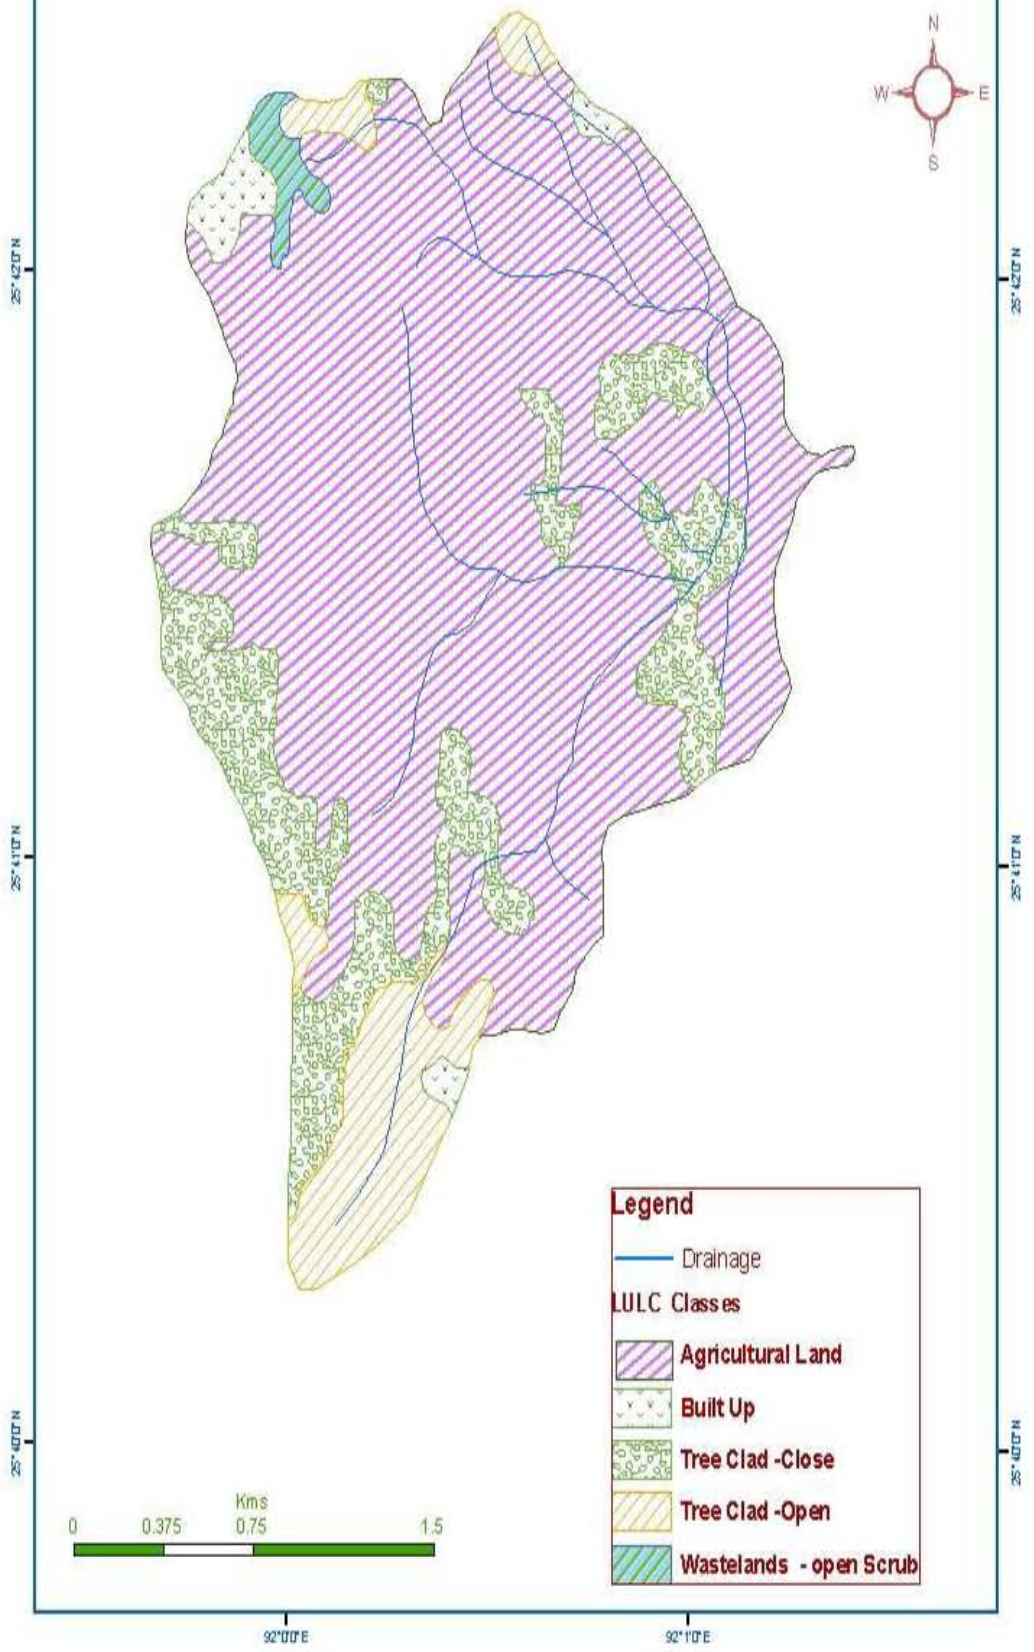 N
W E
S
25°42'0"N
25°42'0"N
25°41'0"N
25°41'0"N
25°40'0"N
25°40'0"N
Legend
Drainage
LULC Classes
Agricultural Land
Built Up
Tree Clad -Close
Tree Clad -Open
Wastelands - open Scrub
Kms
0 0.375 0.75 1.5
92°0'0"E 92°1'0"E